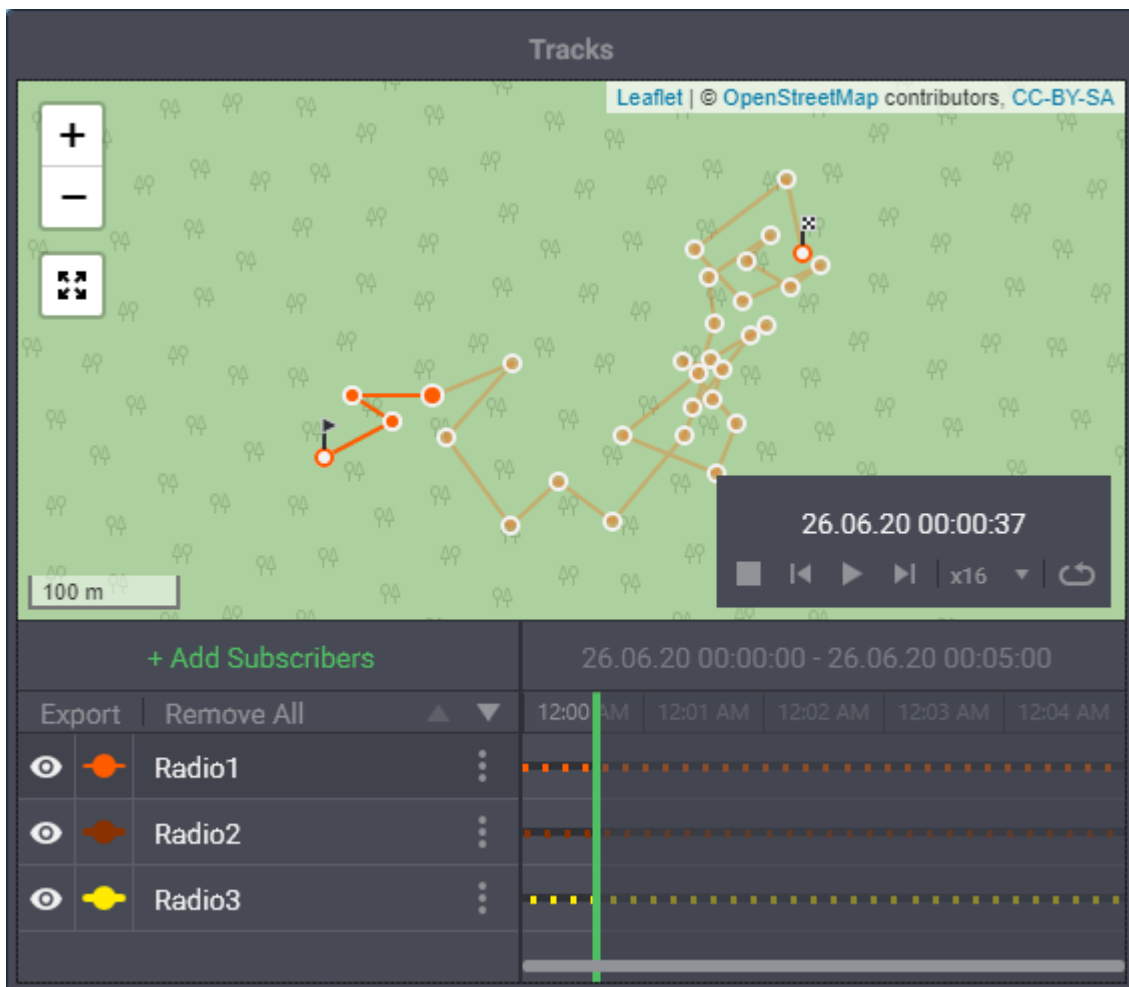 Tracks
Leaflet | © OpenStreetMap contributors, CC-BY-SA
+
−
26.06.20 00:00:37
x16
100 m
+ Add Subscribers
26.06.20 00:00:00 - 26.06.20 00:05:00
Export Remove All
12:00 AM 12:01 AM 12:02 AM 12:03 AM 12:04 AM
Radio1
Radio2
Radio3